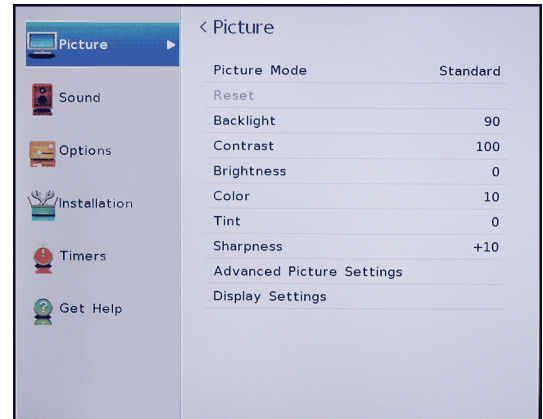 Picture
Sound
Options
Installation
Timers
Get Help
< Picture
Picture Mode Standard
Reset
Backlight 90
Contrast 100
Brightness 0
Color 10
Tint 0
Sharpness +10
Advanced Picture Settings
Display Settings